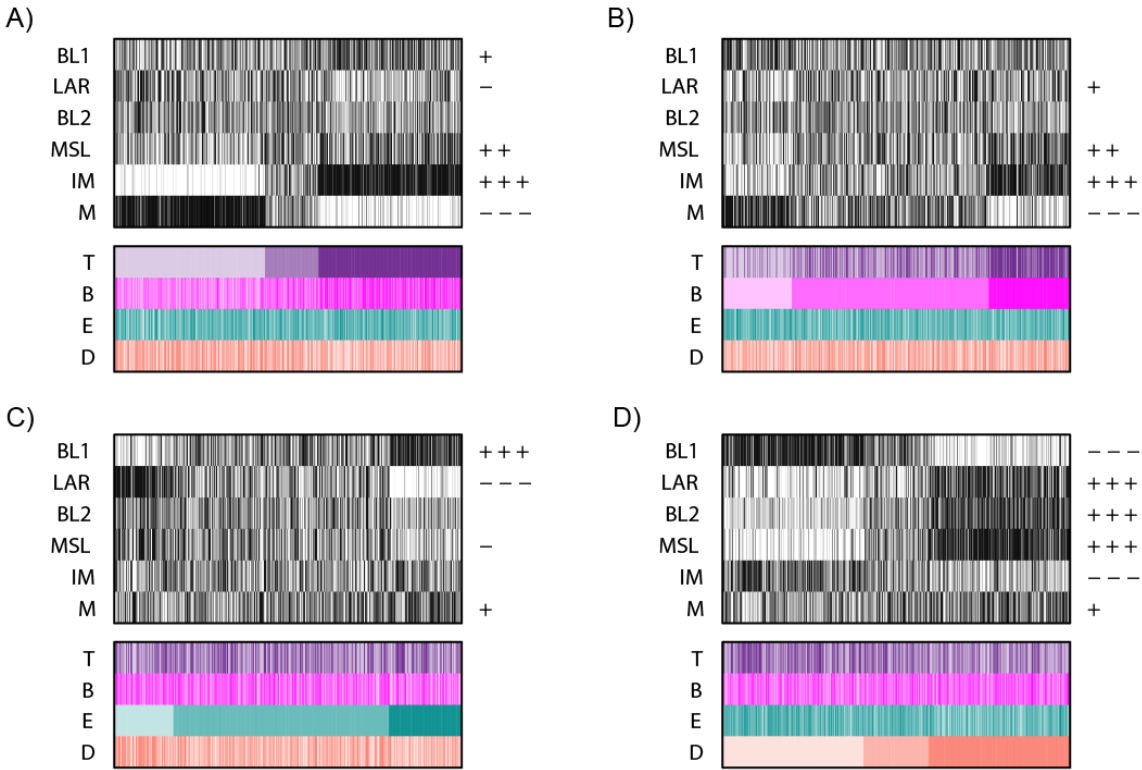 A)
BL1 +
LAR −
BL2
MSL + +
IM + + +
M − − −
T
B
E
D
B)
BL1
LAR +
BL2
MSL + +
IM + + +
M − − −
T
B
E
D
C)
BL1 + + +
LAR − − −
BL2
MSL −
IM
M +
T
B
E
D
D)
BL1 − − −
LAR + + +
BL2 + + +
MSL + + +
IM − − −
M +
T
B
E
D